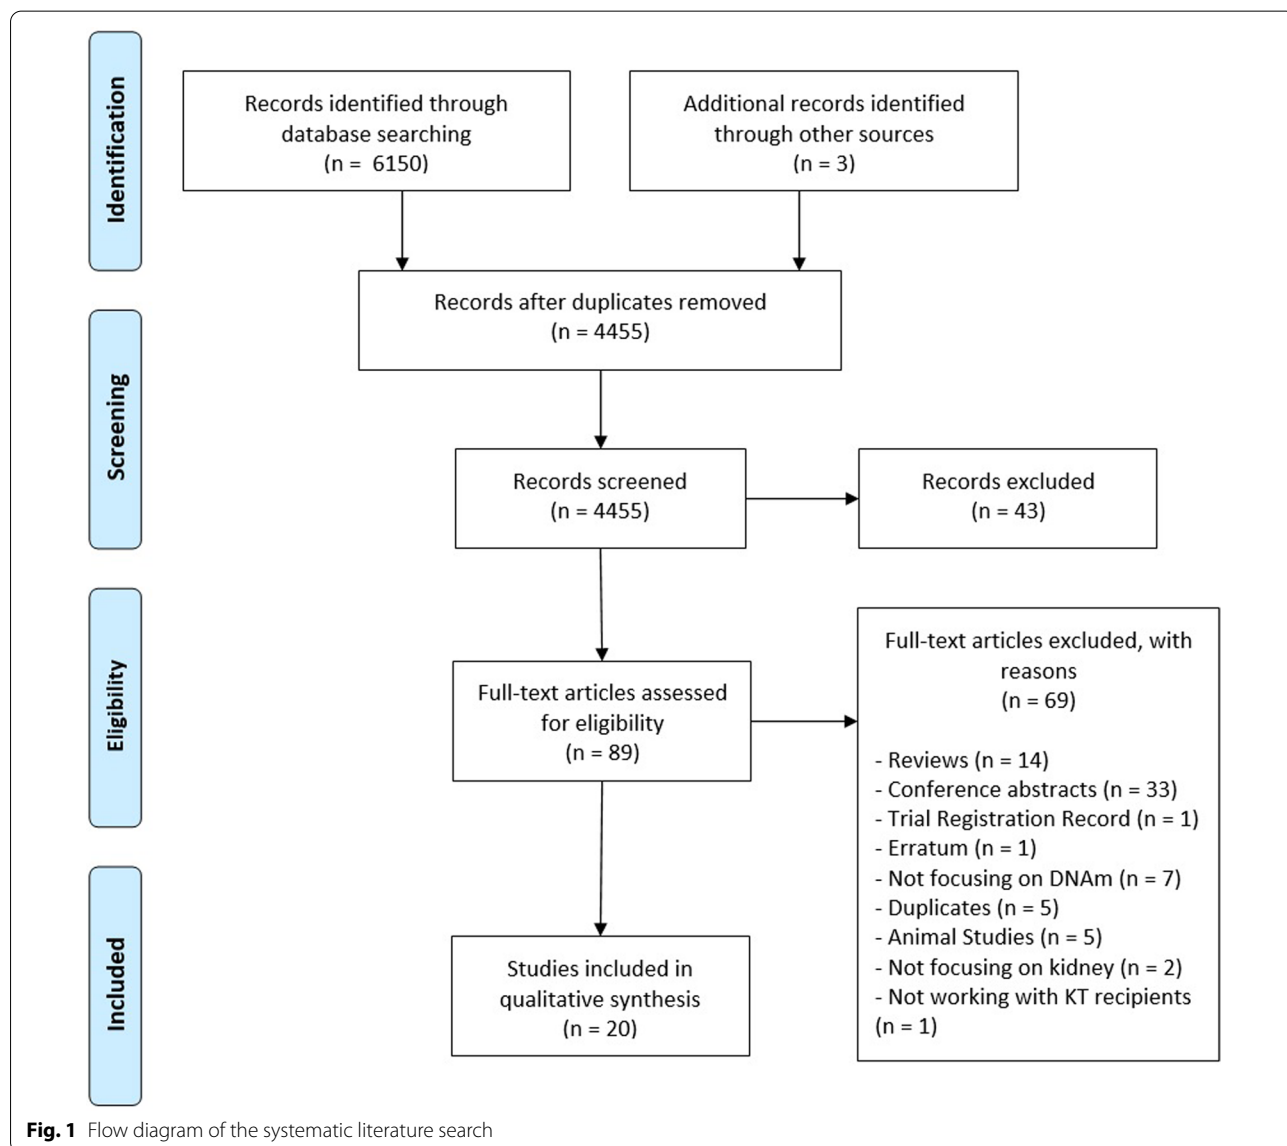 Identification
Records identified through
database searching
(n = 6150)
Additional records identified
through other sources
(n = 3)
Records after duplicates removed
(n = 4455)
Screening
Records screened
(n = 4455)
Records excluded
(n = 43)
Eligibility
Full-text articles assessed
for eligibility
(n = 89)
Full-text articles excluded, with
reasons
(n = 69)
- Reviews (n = 14)
- Conference abstracts (n = 33)
- Trial Registration Record (n = 1)
- Erratum (n = 1)
- Not focusing on DNAm (n = 7)
- Duplicates (n = 5)
- Animal Studies (n = 5)
- Not focusing on kidney (n = 2)
- Not working with KT recipients
(n = 1)
Included
Studies included in
qualitative synthesis
(n = 20)
Fig. 1 Flow diagram of the systematic literature search